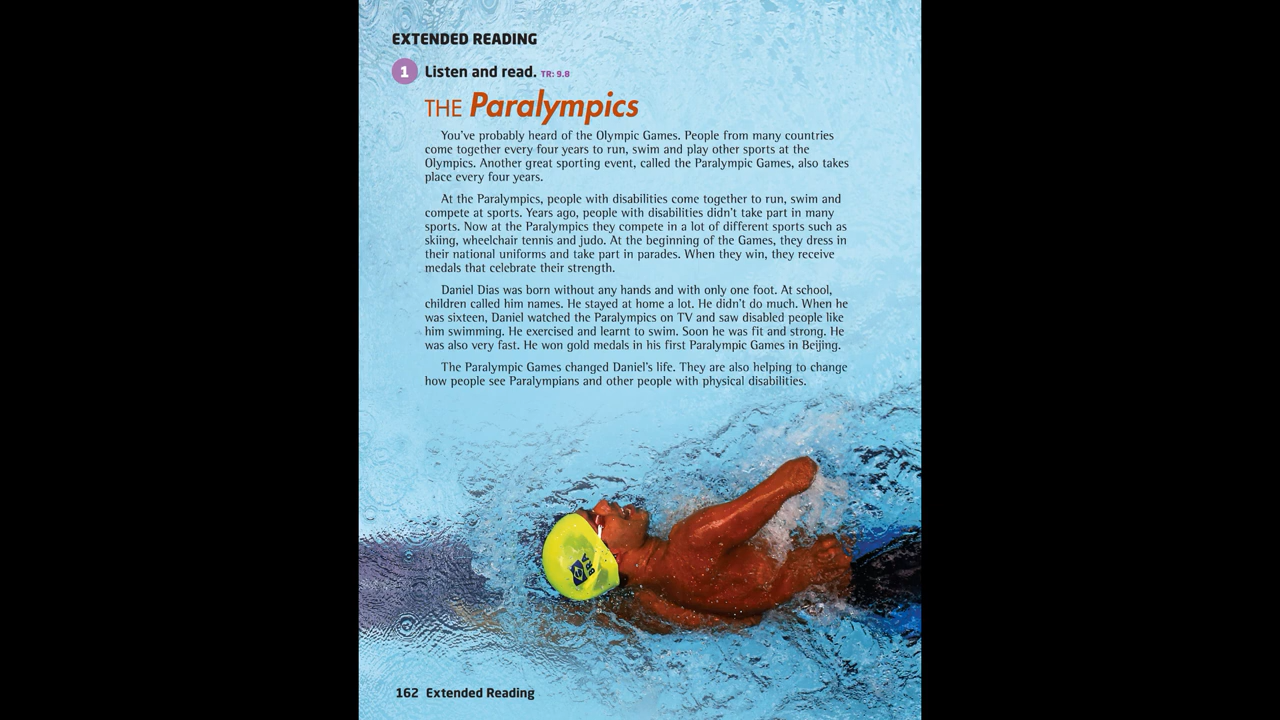 EXTENDED READING
1 Listen and read. TR: 9.8
THE Paralympics
You've probably heard of the Olympic Games. People from many countries
come together every four years to run, swim and play other sports at the
Olympics. Another great sporting event, called the Paralympic Games, also takes
place every four years.
At the Paralympics, people with disabilities come together to run, swim and
compete at sports. Years ago, people with disabilities didn't take part in many
sports. Now at the Paralympics they compete in a lot of different sports such as
skiing, wheelchair tennis and judo. At the beginning of the Games, they dress in
their national uniforms and take part in parades. When they win, they receive
medals that celebrate their strength.
Daniel Dias was born without any hands and with only one foot. At school,
children called him names. He stayed at home a lot. He didn't do much. When he
was sixteen, Daniel watched the Paralympics on TV and saw disabled people like
him swimming. He exercised and learnt to swim. Soon he was fit and strong. He
was also very fast. He won gold medals in his first Paralympic Games in Beijing.
The Paralympic Games changed Daniel's life. They are also helping to change
how people see Paralympians and other people with physical disabilities.
BRA
162 Extended Reading